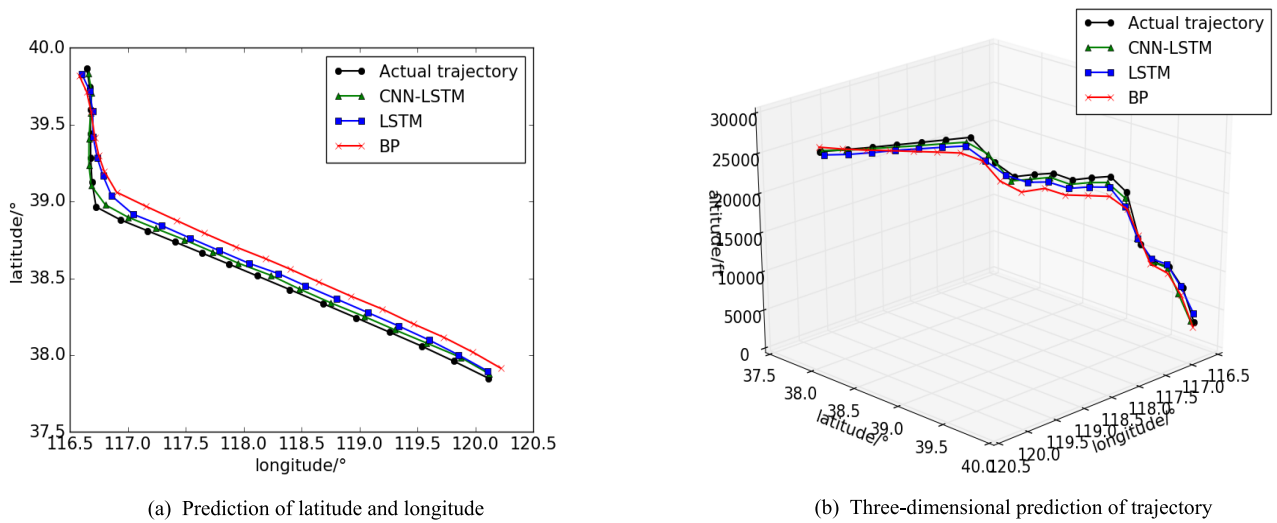 40.0
39.5
39.0
38.5
38.0
37.5
latitude/°
116.5 117.0 117.5 118.0 118.5 119.0 119.5 120.0 120.5
longitude/°
Actual trajectory
CNN-LSTM
LSTM
BP
(a) Prediction of latitude and longitude
Actual trajectory
CNN-LSTM
LSTM
BP
30000
25000
20000
15000
10000
5000
0
altitude/ft
37.5
38.0
38.5
39.0
39.5
40.0
latitude/°
120.5
120.0
119.5
119.0
118.5
118.0
117.5
117.0
116.5
longitude/°
(b) Three-dimensional prediction of trajectory